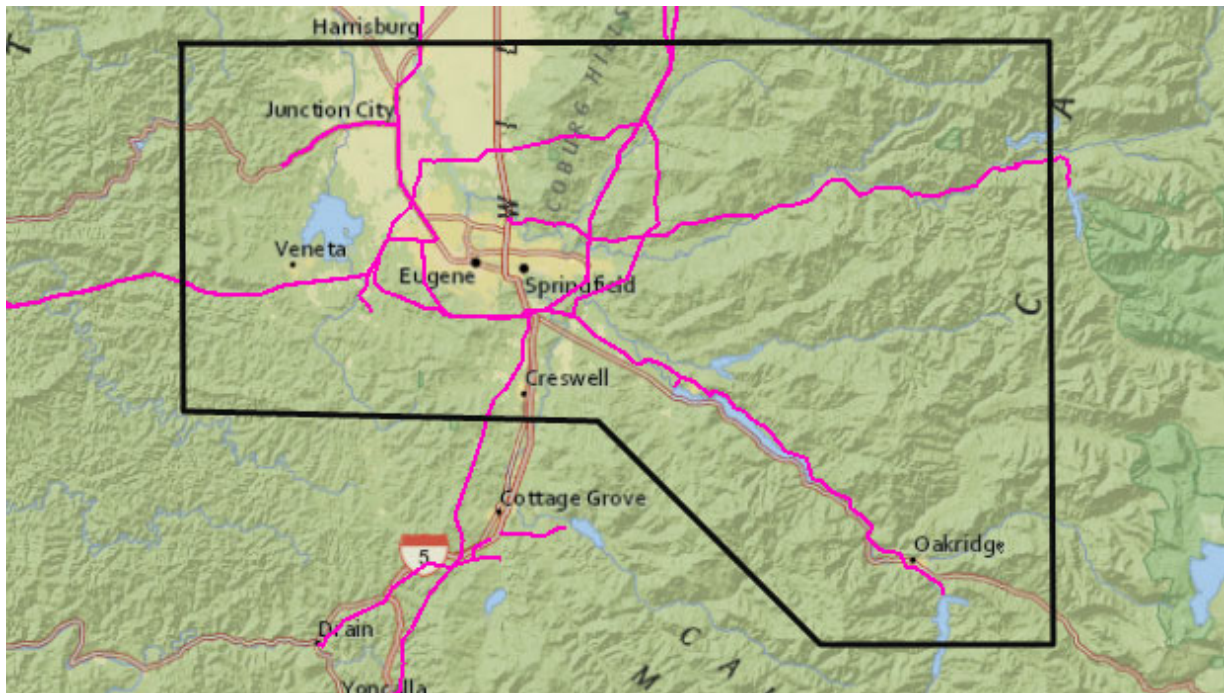 Harrisburg
T
L
Junction City
A
L
COBURG HILLS
W
Veneta
Eugene
Springfield
C
Creswell
Cottage Grove
5
Oakridge
Drain
C
A
M
Yoncalla